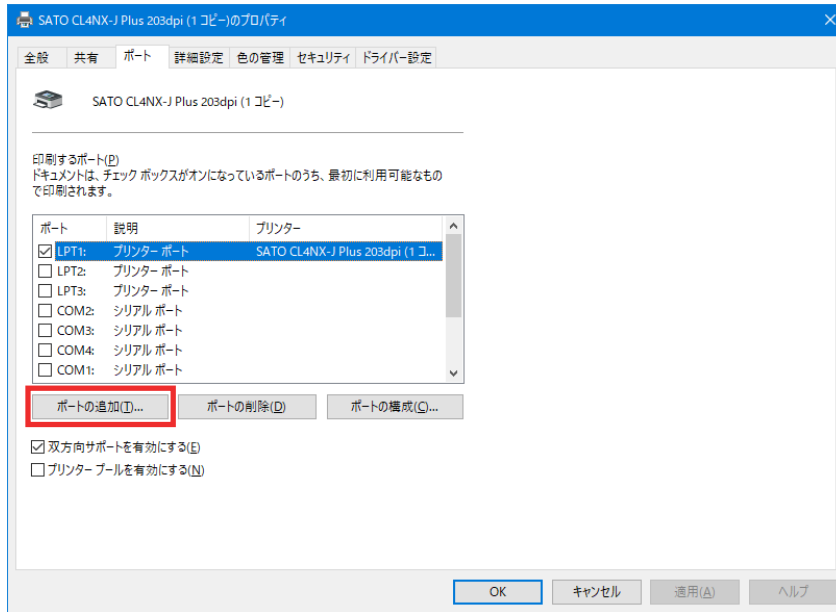 SATO CL4NX-J Plus 203dpi (1 コピー)のプロパティ
全般 共有 ポート 詳細設定 色の管理 セキュリティ ドライバー設定
SATO CL4NX-J Plus 203dpi (1 コピー)
印刷するポート(P)
ドキュメントは、チェック ボックスがオンになっているポートのうち、最初に利用可能なもの
で印刷されます。
ポート 説明 プリンター
LPT1: プリンター ポート SATO CL4NX-J Plus 203dpi (1 コ...
LPT2: プリンター ポート
LPT3: プリンター ポート
COM2: シリアル ポート
COM3: シリアル ポート
COM4: シリアル ポート
COM1: シリアル ポート
ポートの追加(T)... ポートの削除(D) ポートの構成(C)...
双方向サポートを有効にする(E)
プリンター プールを有効にする(N)
OK キャンセル 適用(A) ヘルプ